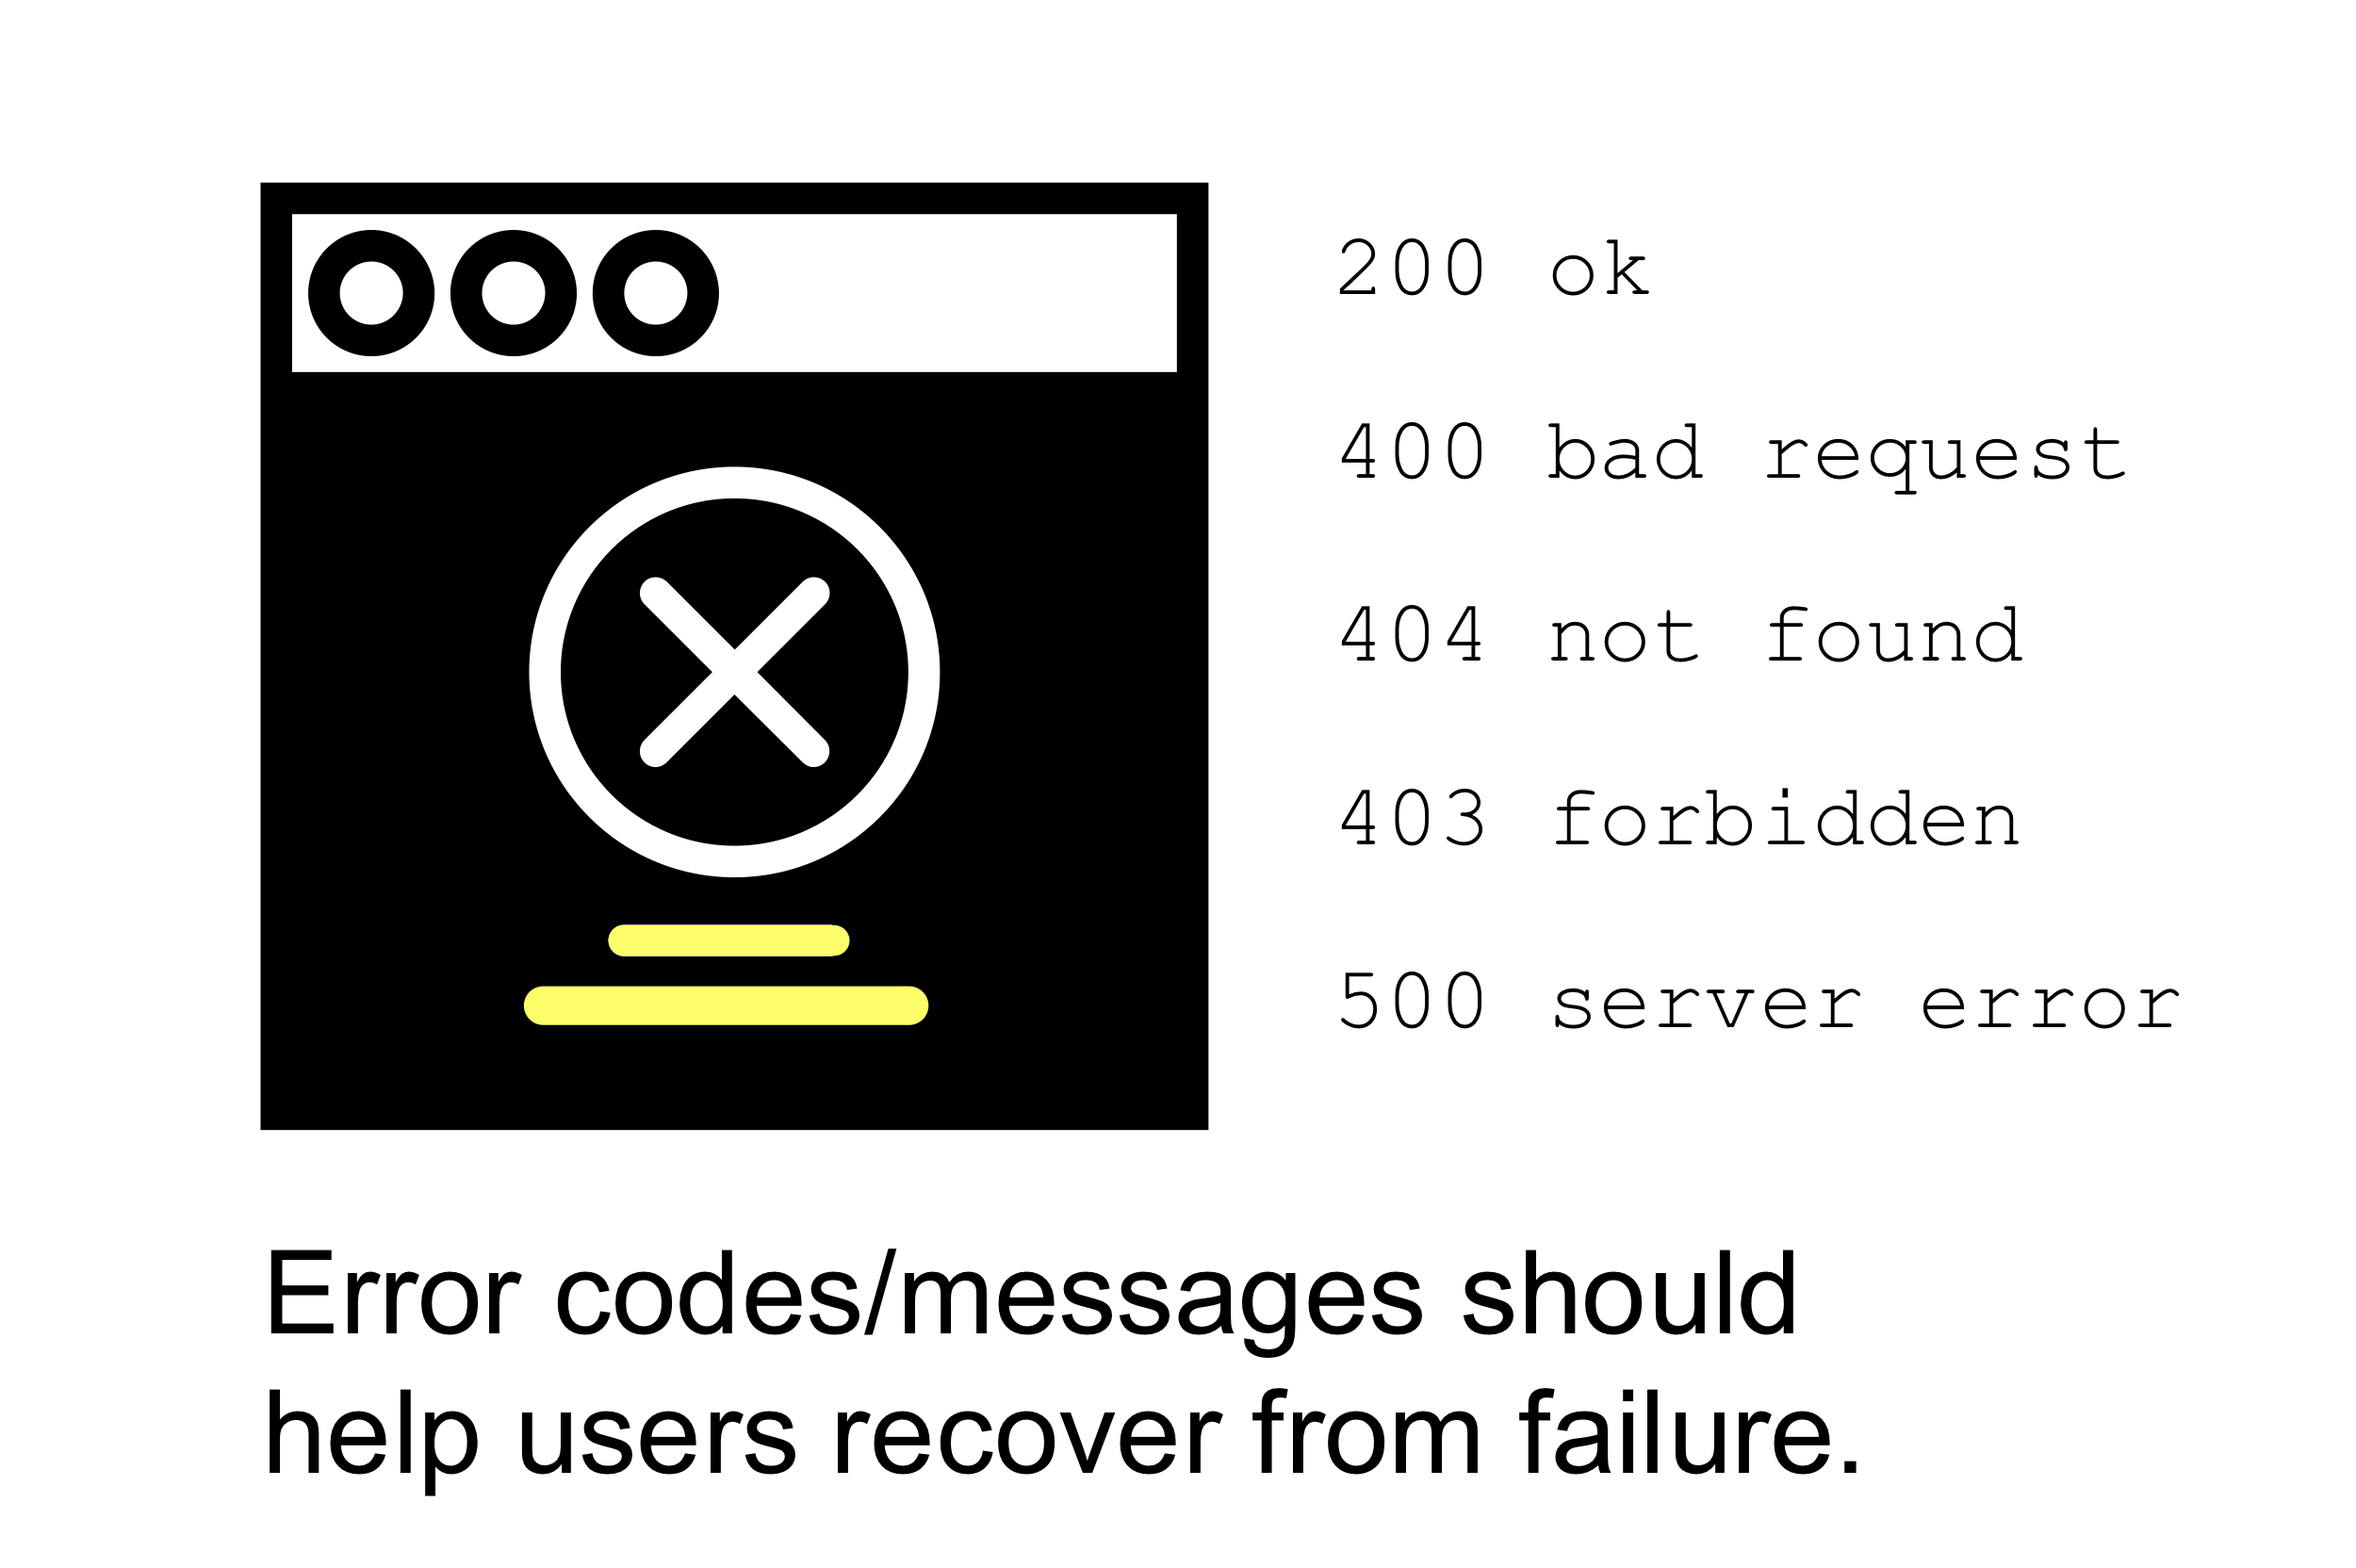 200 ok
400 bad request
404 not found
403 forbidden
500 server error
Error codes/messages should
help users recover from failure.